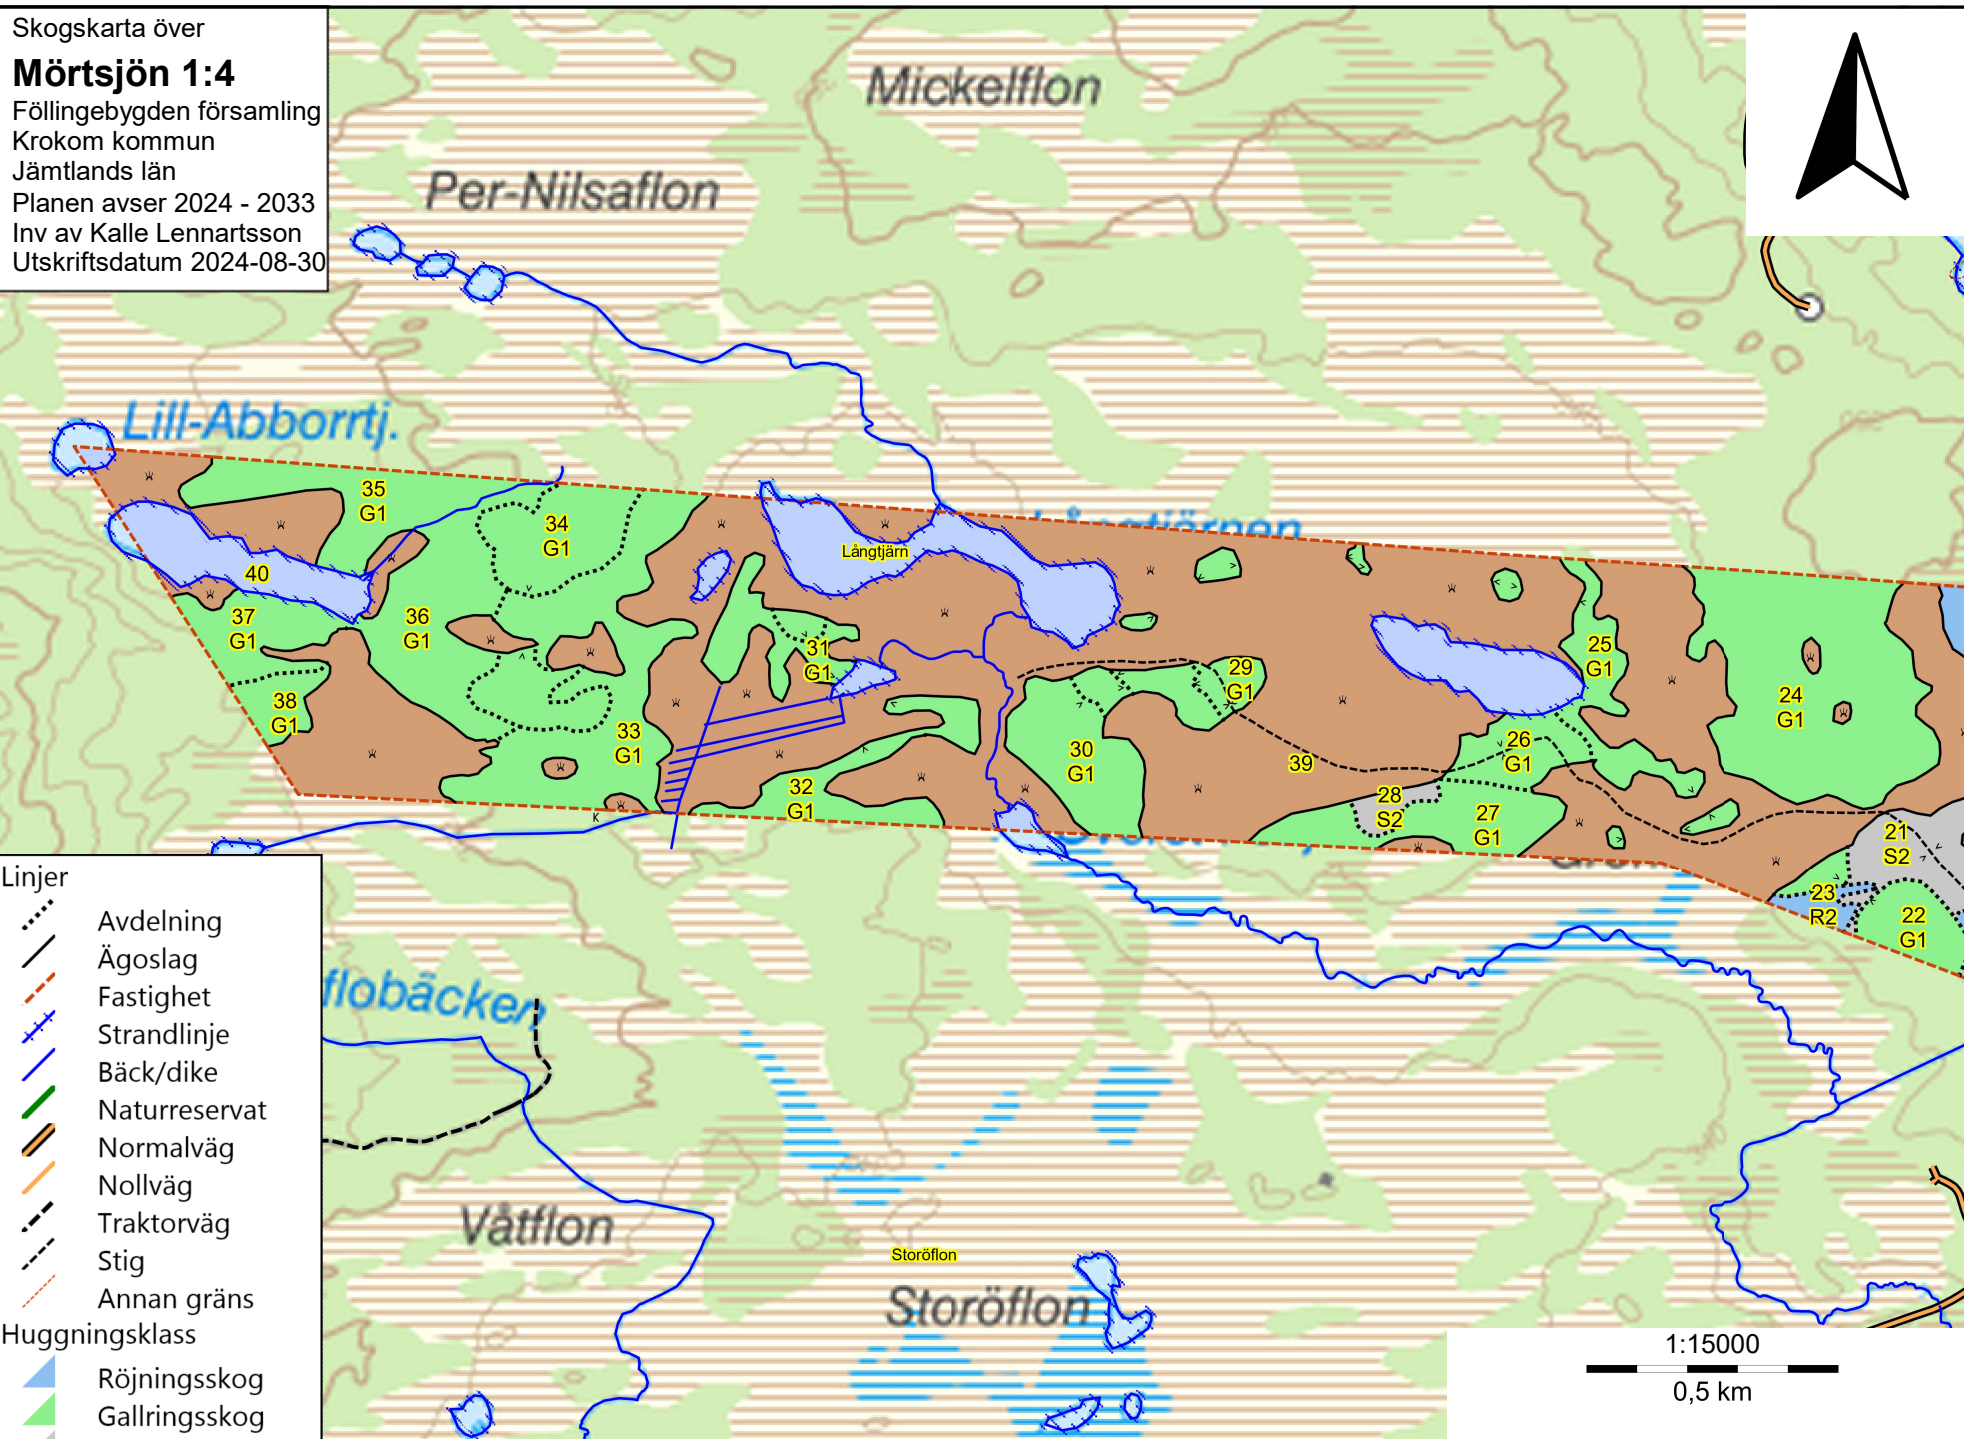 Skogskarta över
Mörtsjön 1:4
Föllingebygden församling
Krokom kommun
Jämtlands län
Planen avser 2024 - 2033
Inv av Kalle Lennartsson
Utskriftsdatum 2024-08-30
Mickelflon
Per-Nilsaflon
Lill-Abborrtj.
35
G1
34
G1
40
37
G1
36
G1
38
G1
33
G1
Långtjärn
31
G1
32
G1
29
G1
30
G1
39
28
S2
26
G1
27
G1
25
G1
24
G1
21
S2
23
R2
22
G1
K
flobäcken
Våtflon
Storöflon
Storöflon
Linjer
Avdelning
Ägoslag
Fastighet
Strandlinje
Bäck/dike
Naturreservat
Normalväg
Nollväg
Traktorväg
Stig
Annan gräns
Huggningsklass
Röjningsskog
Gallringsskog
1:15000
0,5 km